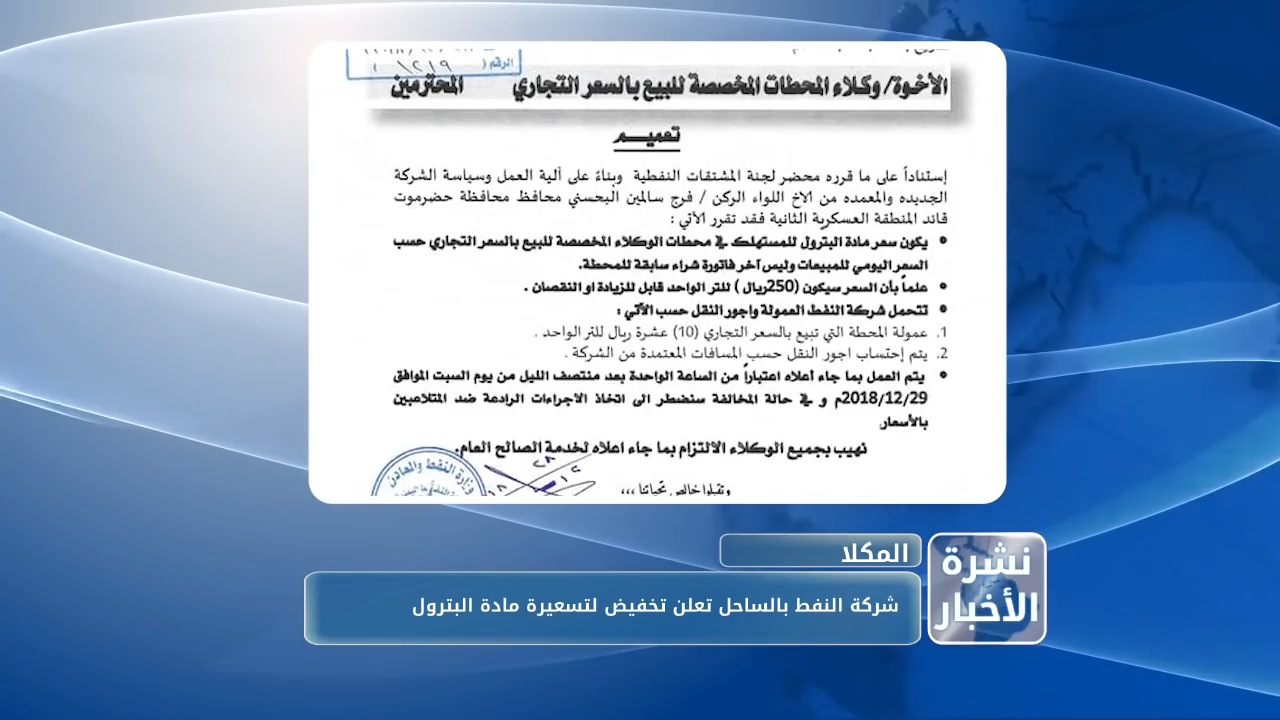 الرقم ( ١٢١٩ )
الأخوة/ وكلاء المحطات المخصصة للبيع بالسعر التجاري المحترمين
تعميم
إستناداً على ما قرره محضر لجنة المشتقات النفطية وبناءً على ألية العمل وسياسة الشركة
الجديده والمعمده من الاخ اللواء الركن / فرج سالمين البحسني محافظ محافظة حضرموت
قائد المنطقة العسكرية الثانية فقد تقرر الآتي :
• يكون سعر مادة البترول للمستهلك في محطات الوكلاء المخصصة للبيع بالسعر التجاري حسب
السعر اليومي للمبيعات وليس آخر فاتورة شراء سابقة للمحطة.
• علماً بأن السعر سيكون (250ريال ) للتر الواحد قابل للزيادة او النقصان .
• تتحمل شركة النفط العمولة واجور النقل حسب الآتي :
1. عمولة المحطة التي تبيع بالسعر التجاري (10) عشرة ريال للتر الواحد .
2. يتم إحتساب اجور النقل حسب المسافات المعتمدة من الشركة .
• يتم العمل بما جاء أعلاه اعتباراً من الساعة الواحدة بعد منتصف الليل من يوم السبت الموافق
2018/12/29م و في حالة المخالفة سنضطر الى اتخاذ الاجراءات الرادعة ضد المتلاعبين
بالأسعار.
نهيب بجميع الوكلاء الالتزام بما جاء اعلاه لخدمة الصالح العام.
وتقبلوا خالص تحياتنا ،،،
وزارة النفط والمعادن
نشرة
الأخبار
المكلا
شركة النفط بالساحل تعلن تخفيض لتسعيرة مادة البترول